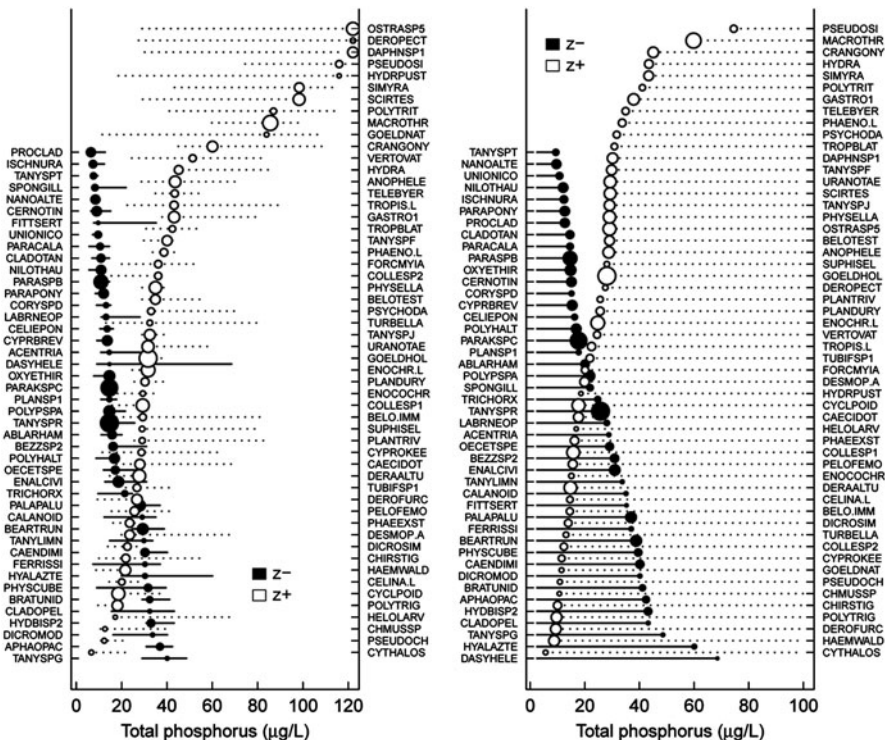 PROCLAD
ISCHNURA
TANYSPT
SPONGILL
NANOALTE
CERNOTIN
FITTSERT
UNIONIC
PARACALA
CLADOTAN
NILOTHAU
PARASPB
PARAPONY
CORYSPD
LABRNEOP
CELIEPON
CYPRBREV
ACENTRIA
DASYHELE
OXYETHIR
PARAKSPC
PLANSP1
POLYPSPA
TANYSPR
ABLARHAM
BEZZSP2
POLYHALT
OECETSPE
ENALCIVI
TRICHORX
PALAPALU
CALANOID
BEARTRUN
TANYLIMN
CAENDIMI
FERRISSI
HYALAZTE
PHYSCUBE
BRATUNID
CLADOPEL
HYDBISP2
DICROMOD
APHAOPAC
TANYSPG
OSTRASP5
DEROPECT
DAPHNSP1
PSEUDOSI
HYDRPUST
SIMYRA
SCIRTES
POLYTRIT
MACROTHR
GOELDNAT
CRANGONY
VERTOVAT
HYDRA
ANOPHELE
TELEBYER
TROPIS.L
GASTRO1
TROPBLAT
TANYSPF
PHAENO.L
FORCMYIA
COLLESP2
PHYSELLA
BELOTEST
PSYCHODA
TURBELLA
TANYSPJ
URANOTAE
GOELDHOL
ENOCHR.L
PLANDURY
ENOCOCHR
COLLESP1
BELO.IMM
SUPHISEL
PLANTRIV
CYPROKEE
CAECIDOT
DERAALTU
TUBIFSP1
DEROFURC
PELOFEMO
PHAEEXST
DESMOP.A
DICROSIM
CHIRSTIG
HAEMWALD
CELINA.L
CYCLPOID
POLYTRIG
HELOLARV
CHMUSSP
PSEUDOCH
CYTHALOS
z−
z+
0 20 40 60 80 100 120
Total phosphorus (μg/L)
z−
z+
TANYSPT
NANOALTE
UNIONICO
NILOTHAU
ISCHNURA
PARAPONY
PROCLAD
CLADOTAN
PARACALA
PARASPB
OXYETHIR
CERNOTIN
CORYSPD
CYPRBREV
CELIEPON
POLYHALT
PARAKSPC
PLANSP1
ABLARHAM
POLYPSPA
SPONGILL
TRICHORX
TANYSPR
LABRNEOP
ACENTRIA
OECETSPE
BEZZSP2
ENALCIVI
TANYLIMN
CALANOID
FITTSERT
PALAPALU
FERRISSI
BEARTRUN
PHYSCUBE
CAENDIMI
DICROMOD
BRATUNID
APHAOPAC
HYDBISP2
CLADOPEL
TANYSPG
HYALAZTE
DASYHELE
PSEUDOSI
MACROTHR
CRANGONY
HYDRA
SIMYRA
POLYTRIT
GASTRO1
TELEBYER
PHAENO.L
PSYCHODA
TROPBLAT
DAPHNSP1
TANYSPF
URANOTAE
SCIRTES
TANYSPJ
PHYSELLA
OSTRASP5
BELOTEST
ANOPHELE
SUPHISEL
GOELDHOL
DEROPECT
PLANTRIV
PLANDURY
ENOCHR.L
VERTOVAT
TROPIS.L
TUBIFSP1
FORCMYIA
DESMOP.A
HYDRPUST
CYCLPOID
CAECIDOT
HELOLARV
PHAEEXST
COLLESP1
PELOFEMO
ENOCOCHR
DERAALTU
CELINA.L
BELO.IMM
DICROSIM
TURBELLA
COLLESP2
CYPROKEE
GOELDNAT
PSEUDOCH
CHMUSSP
CHIRSTIG
POLYTRIG
DEROFURC
HAEMWALD
CYTHALOS
0 20 40 60 80 100
Total phosphorus (μg/L)